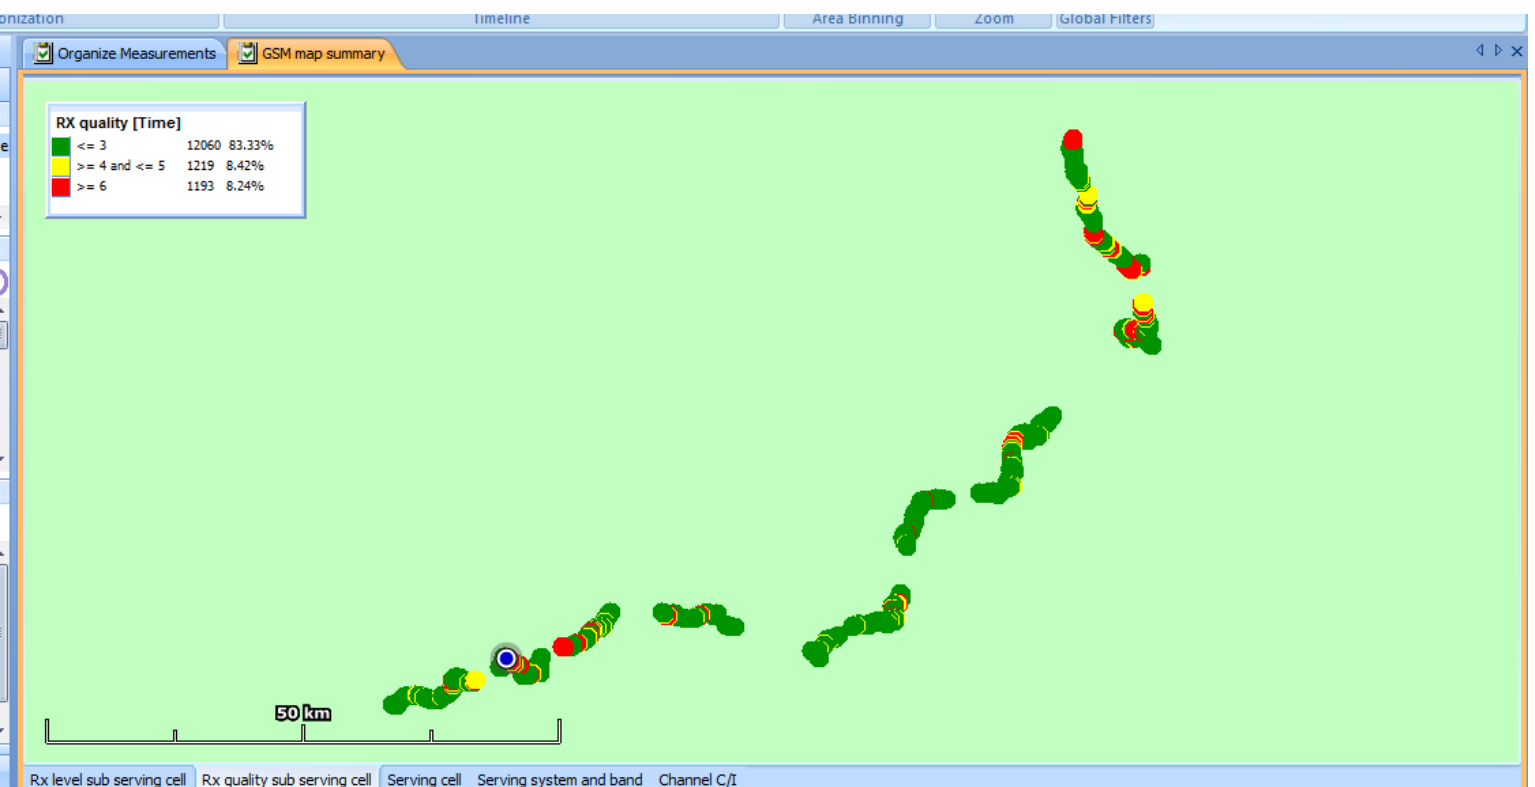 onization
Timeline
Area Binning
Zoom
Global Filters
Organize Measurements
GSM map summary
RX quality [Time]
<= 3 12060 83.33%
>= 4 and <= 5 1219 8.42%
>= 6 1193 8.24%
50 km
Rx level sub serving cell
Rx quality sub serving cell
Serving cell
Serving system and band
Channel C/I